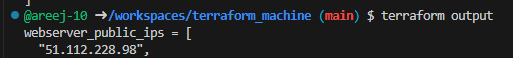 ]
@areej-10 ➜/workspaces/terraform_machine (main) $ terraform output
webserver_public_ips = [
"51.112.228.98",